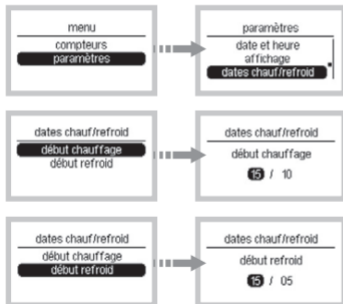 menu
compteurs
paramètres
paramètres
date et heure
affichage
dates chauf/refroid
dates chauf/refroid
début chauffage
début refroid
dates chauf/refroid
début chauffage
15 / 10
dates chauf/refroid
début chauffage
début refroid
dates chauf/refroid
début refroid
15 / 05